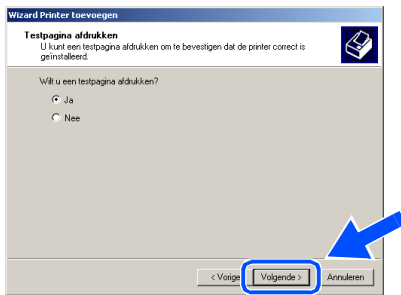 Wizard Printer toevoegen
Testpagina afdrukken
U kunt een testpagina afdrukken om te bevestigen dat de printer correct is
geïnstalleerd.
Wilt u een testpagina afdrukken?
Ja
Nee
< Vorige
Volgende >
Annuleren